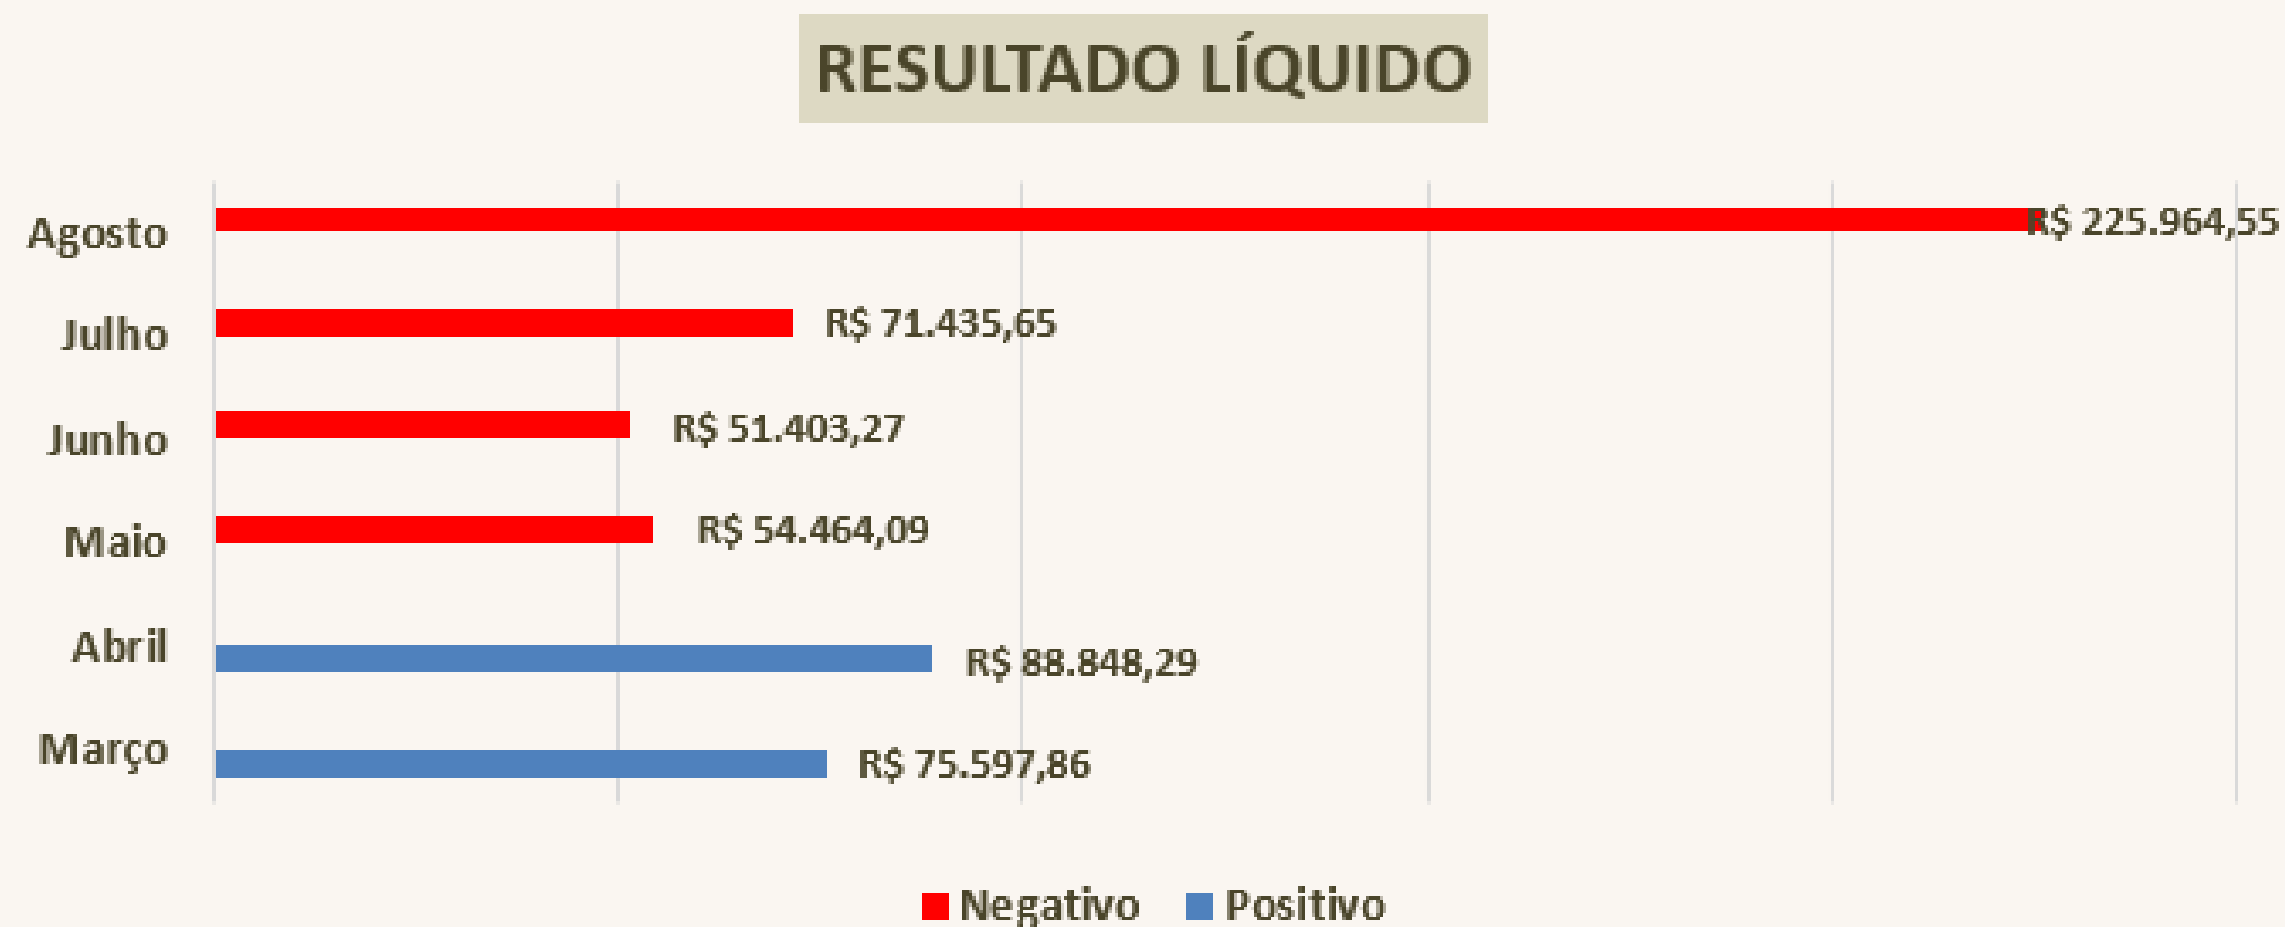 RESULTADO LÍQUIDO
Agosto R$ 225.964,55
Julho R$ 71.435,65
Junho R$ 51.403,27
Maio R$ 54.464,09
Abril R$ 88.848,29
Março R$ 75.597,86
Negativo Positivo